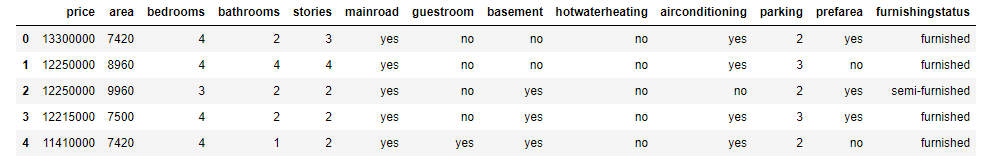 price area bedrooms bathrooms stories mainroad guestroom basement hotwaterheating airconditioning parking prefarea furnishingstatus
0 13300000 7420 4 2 3 yes no no no yes 2 yes furnished
1 12250000 8960 4 4 4 yes no no no yes 3 no furnished
2 12250000 9960 3 2 2 yes no yes no no 2 yes semi-furnished
3 12215000 7500 4 2 2 yes no yes no yes 3 yes furnished
4 11410000 7420 4 1 2 yes yes yes no yes 2 no furnished